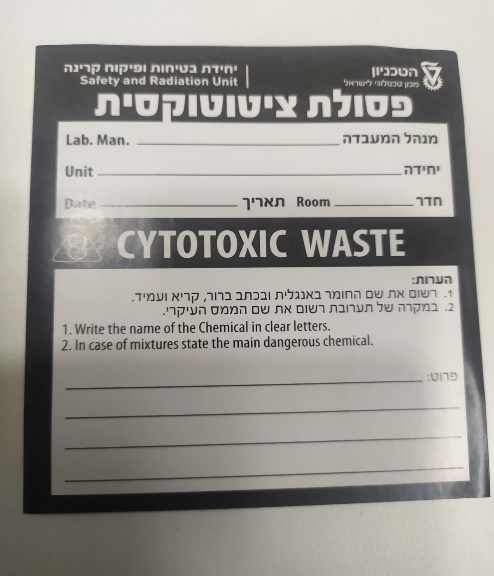 הטכניון
מכון טכנולוגי לישראל
יחידת בטיחות ופיקוח קרינה
Safety and Radiation Unit
פסולת ציטוטוקסית
Lab. Man. מנהל המעבדה
Unit יחידה
Date תאריך Room חדר
CYTOTOXIC WASTE
הערות:
1. רשום את שם החומר באנגלית ובכתב ברור, קריא ועמיד.
2. במקרה של תערובת רשום את שם הממס העיקרי.
1. Write the name of the Chemical in clear letters.
2. In case of mixtures state the main dangerous chemical.
פרוט: